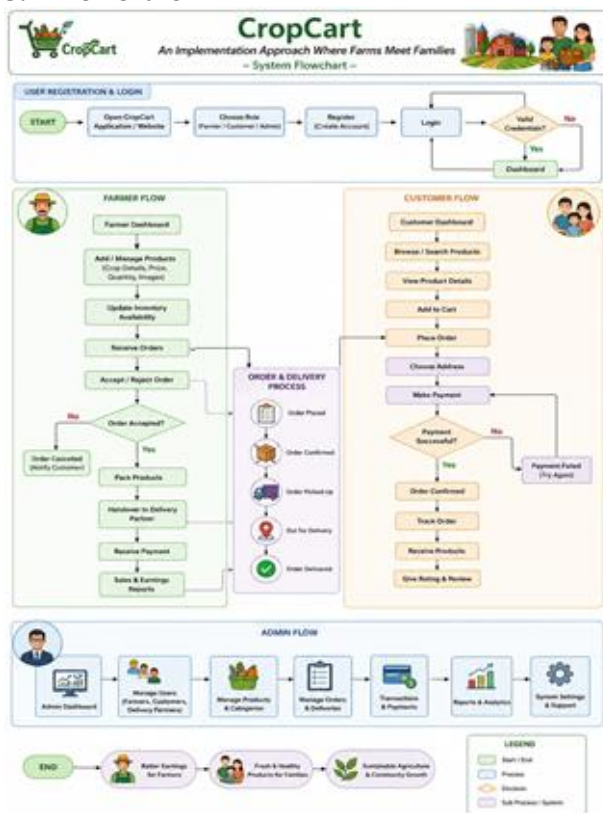 CropCart
CropCart
An Implementation Approach Where Farms Meet Families
– System Flowchart –
USER REGISTRATION & LOGIN
START
Open CropCart
Application / Website
Choose Role
(Farmer / Customer / Admin)
Register
(Create Account)
Login
Valid
Credentials?
No
Yes
Dashboard
FARMER FLOW
Farmer Dashboard
Add / Manage Products
(Crop Details, Price,
Quantity, Images)
Update Inventory
Availability
Receive Orders
Accept / Reject Order
Order Accepted?
No
Yes
Order Cancelled
(Notify Customer)
Pack Products
Handover to Delivery
Partner
Receive Payment
Sales & Earnings
Reports
ORDER & DELIVERY
PROCESS
Order Placed
Order Confirmed
Order Picked Up
Out for Delivery
Order Delivered
CUSTOMER FLOW
Customer Dashboard
Browse / Search Products
View Product Details
Add to Cart
Place Order
Choose Address
Make Payment
Payment
Successful?
No
Yes
Payment Failed
(Try Again)
Order Confirmed
Track Order
Receive Products
Give Rating & Review
ADMIN FLOW
Admin Dashboard
Manage Users
(Farmers, Customers,
Delivery Partners)
Manage Products
& Categories
Manage Orders
& Deliveries
Transactions
& Payments
Reports & Analytics
System Settings
& Support
END
Better Earnings
for Farmers
Fresh & Healthy
Products for Families
Sustainable Agriculture
& Community Growth
LEGEND
Start / End
Process
Decision
Sub Process / System